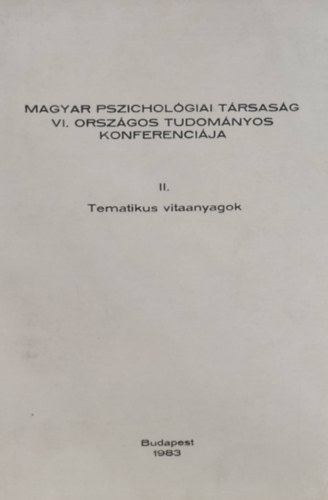 MAGYAR PSZICHOLÓGIAI TÁRSASÁG
VI. ORSZÁGOS TUDOMÁNYOS
KONFERENCIÁJA
II.
Tematikus vitaanyagok
Budapest
1983